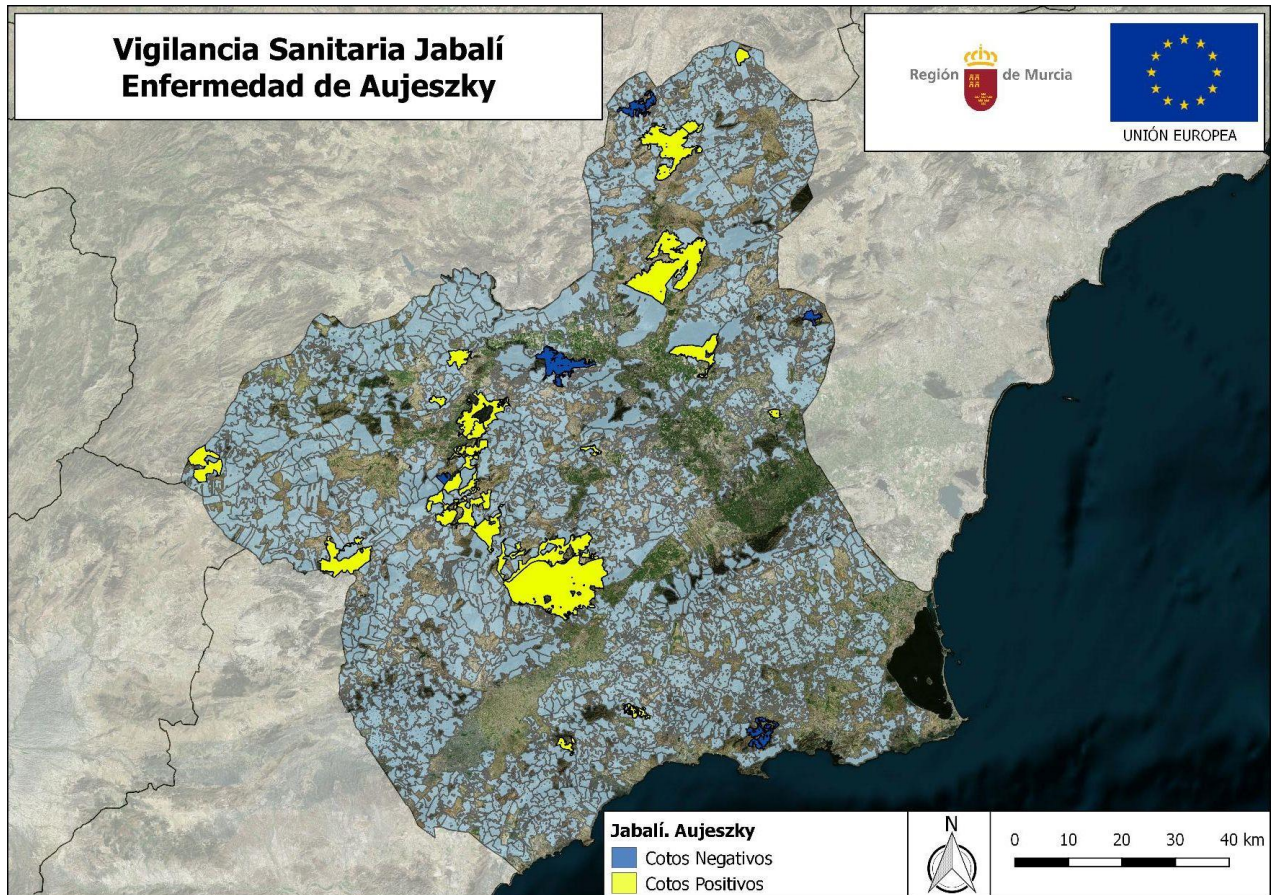 Vigilancia Sanitaria Jabalí
Enfermedad de Aujeszky
Región de Murcia
UNIÓN EUROPEA
Jabalí. Aujeszky
Cotos Negativos
Cotos Positivos
N
0 10 20 30 40 km